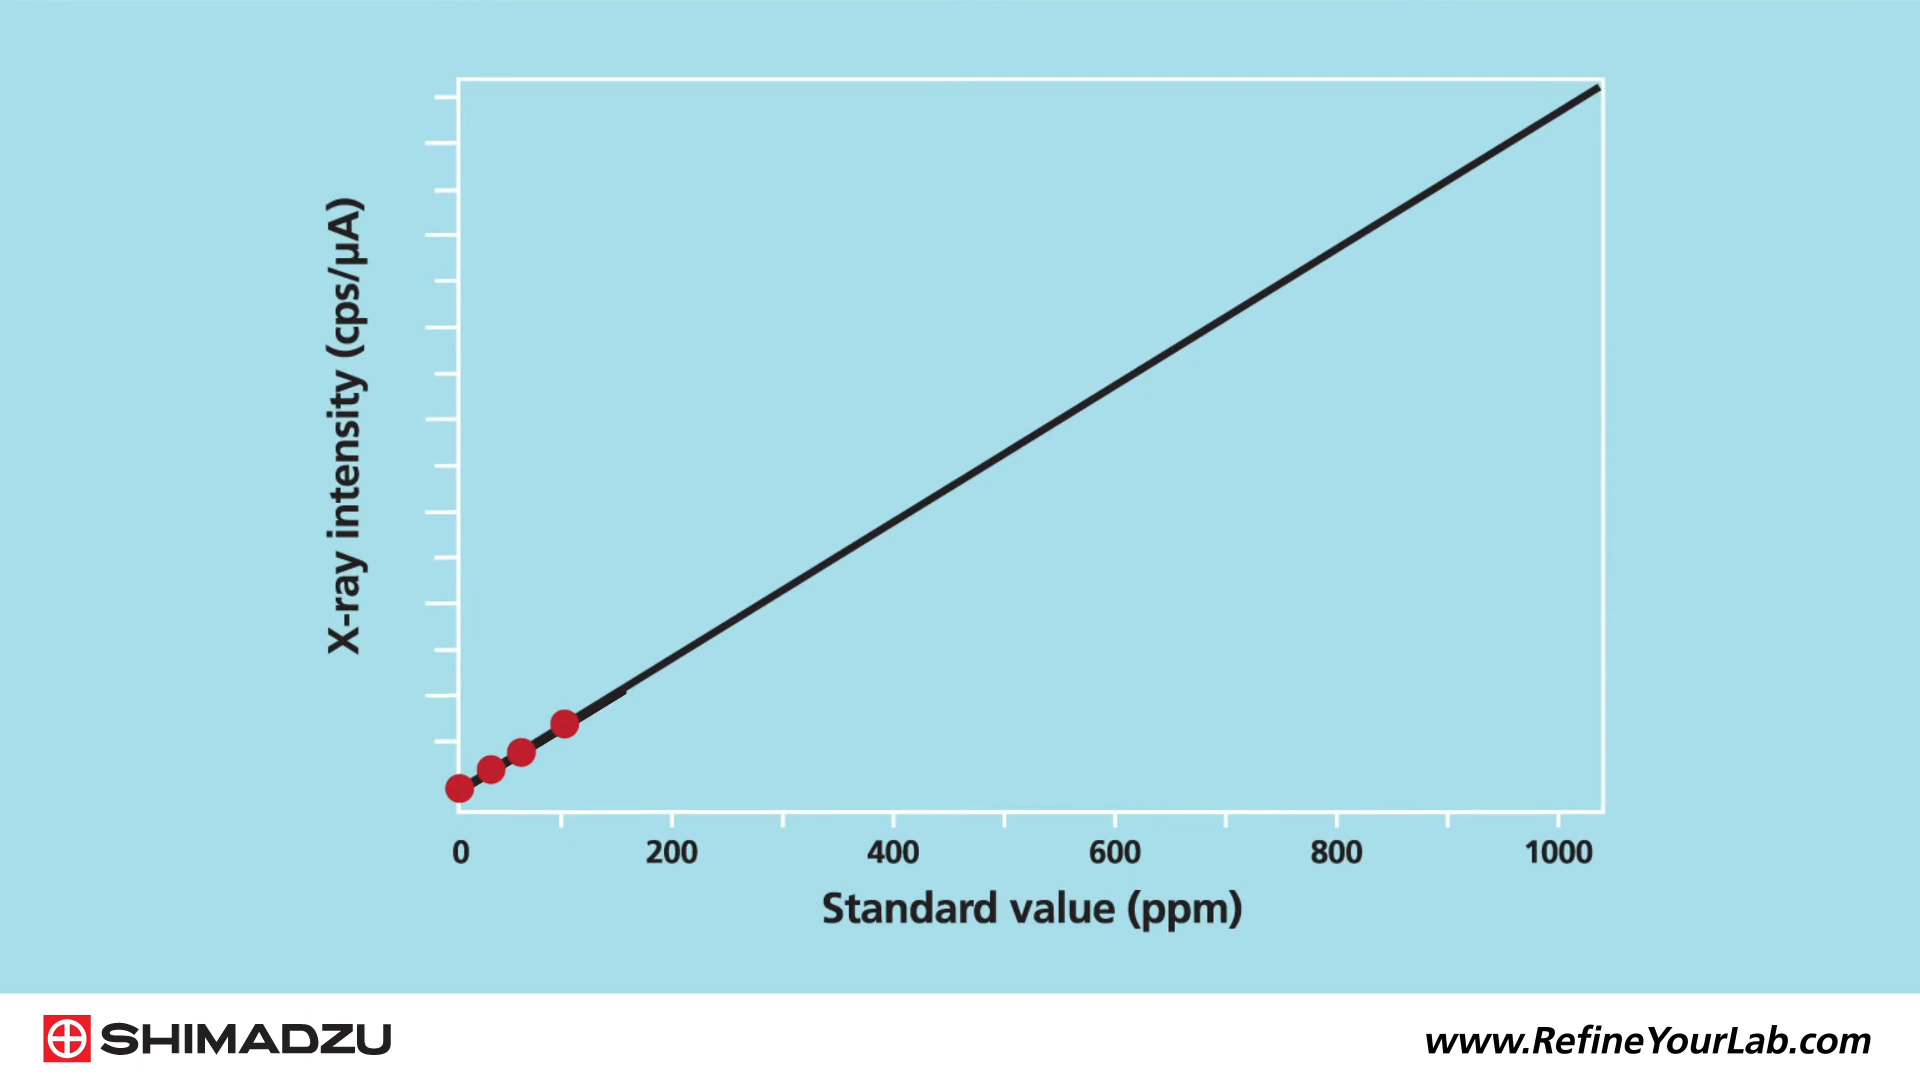 X-ray intensity (cps/µA)
0 200 400 600 800 1000
Standard value (ppm)
SHIMADZU
www.RefineYourLab.com